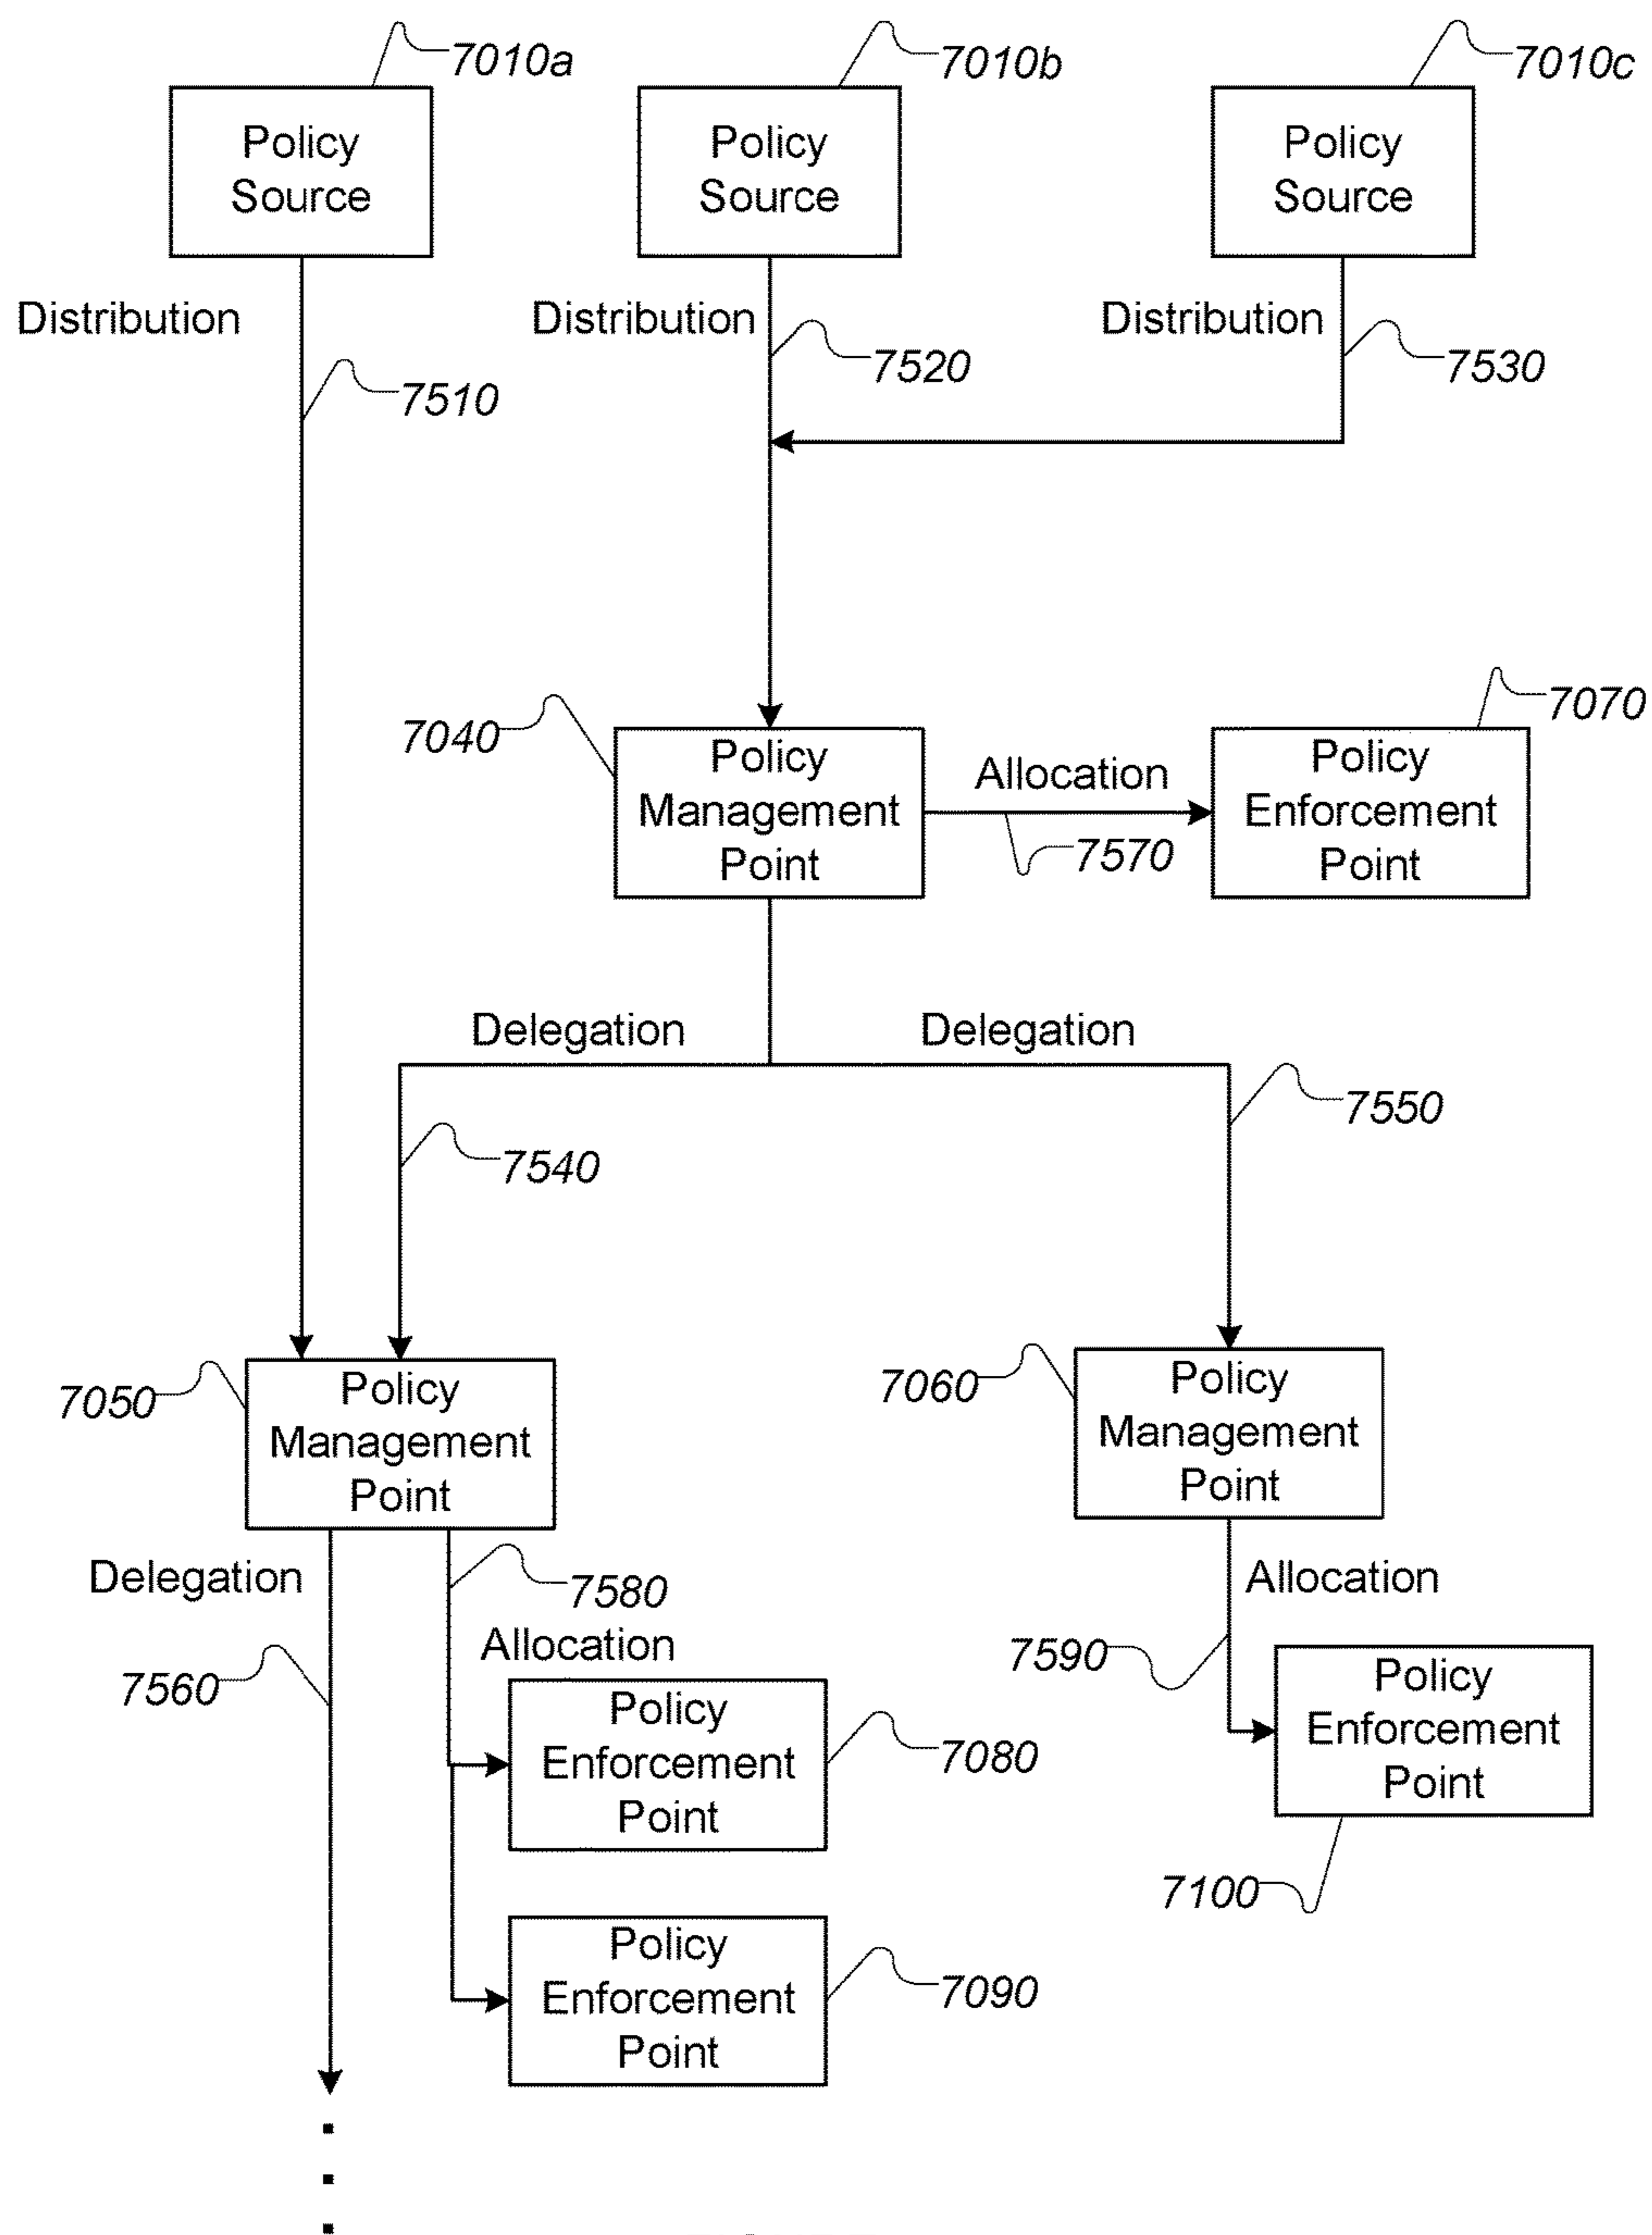 7010a
7010b
7010c
Policy
Source
Policy
Source
Policy
Source
Distribution
Distribution
Distribution
7510
7520
7530
7040
Policy
Management
Point
Allocation
7570
7070
Policy
Enforcement
Point
Delegation
Delegation
7540
7550
7050
Policy
Management
Point
7060
Policy
Management
Point
Delegation
7580
Allocation
7560
Allocation
7590
Policy
Enforcement
Point
7080
Policy
Enforcement
Point
7100
Policy
Enforcement
Point
7090